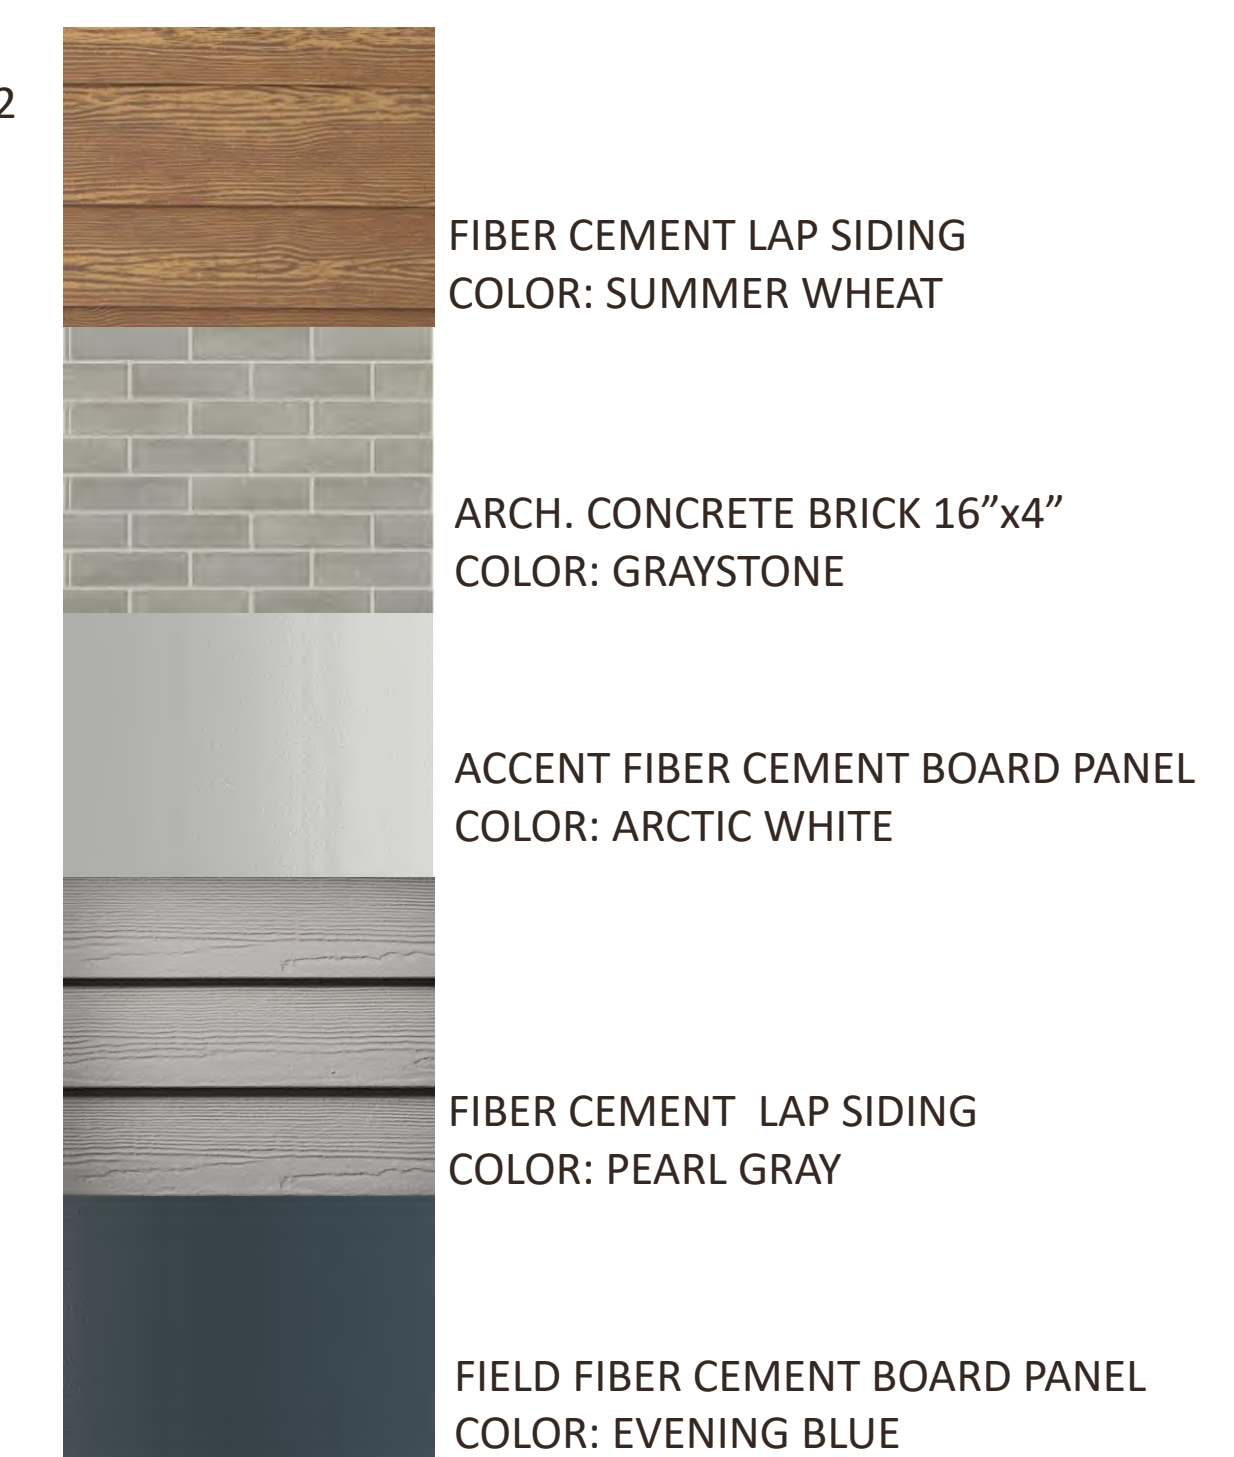 2
FIBER CEMENT LAP SIDING
COLOR: SUMMER WHEAT
ARCH. CONCRETE BRICK 16”x4”
COLOR: GRAYSTONE
ACCENT FIBER CEMENT BOARD PANEL
COLOR: ARCTIC WHITE
FIBER CEMENT  LAP SIDING
COLOR: PEARL GRAY
FIELD FIBER CEMENT BOARD PANEL
COLOR: EVENING BLUE